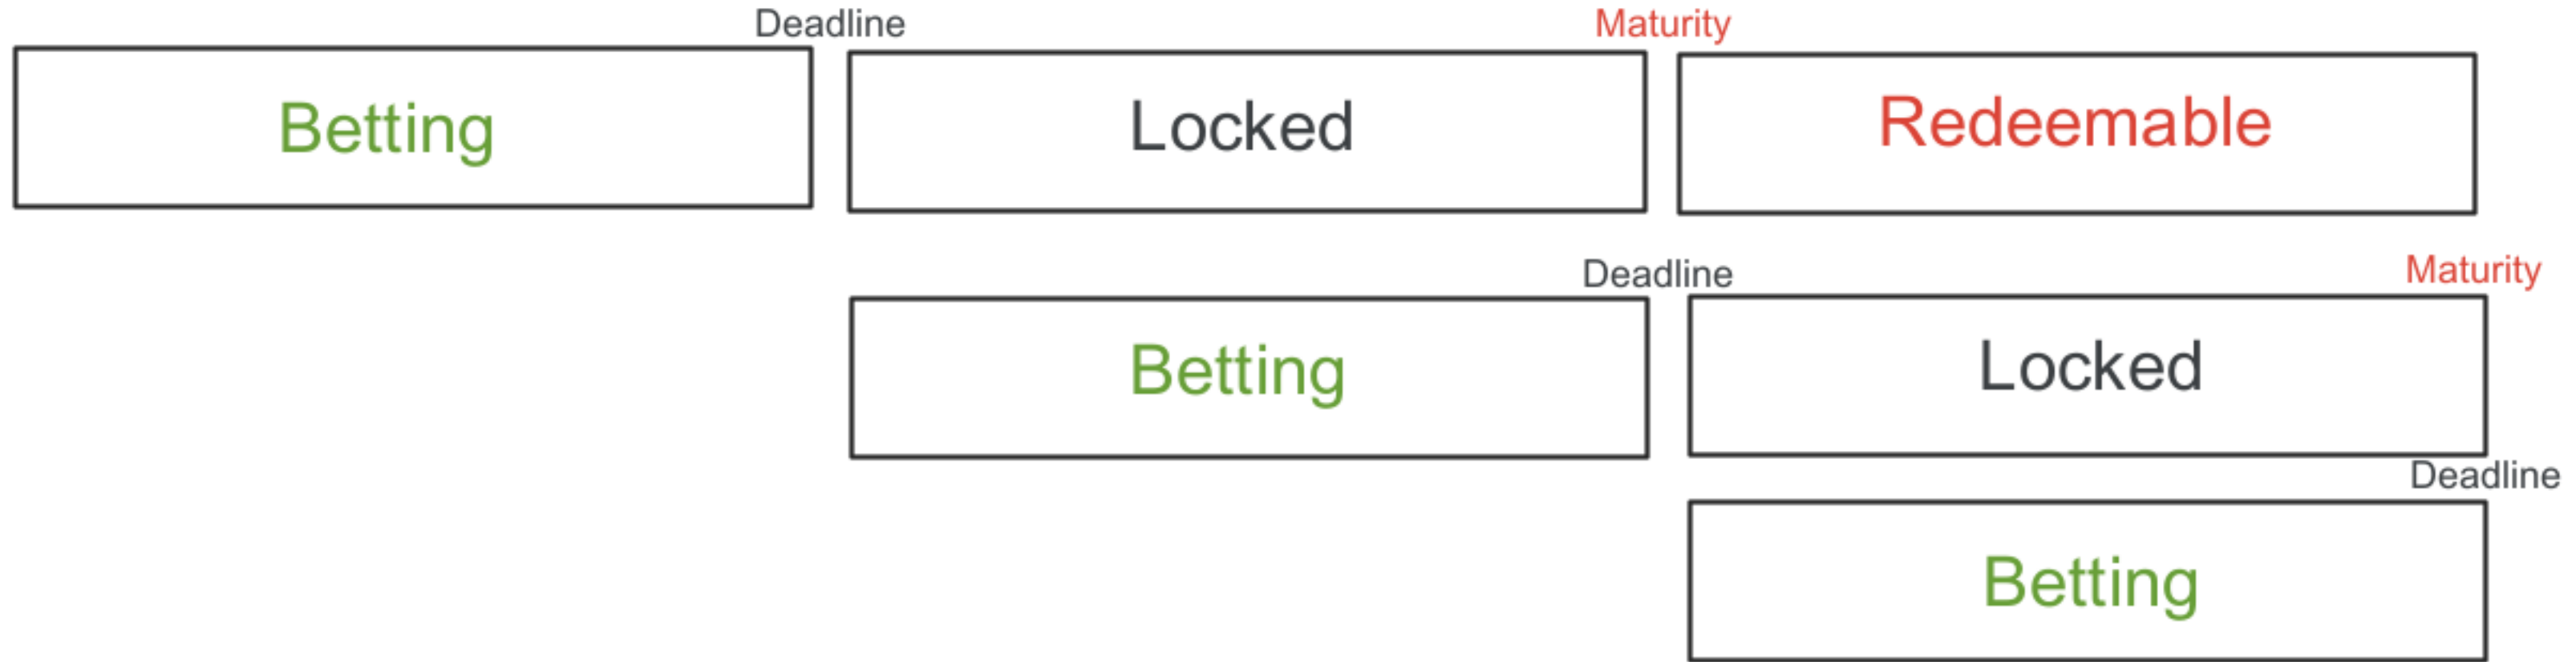 Deadline Maturity
Betting Locked Redeemable
Deadline Maturity
Betting Locked
Deadline
Betting